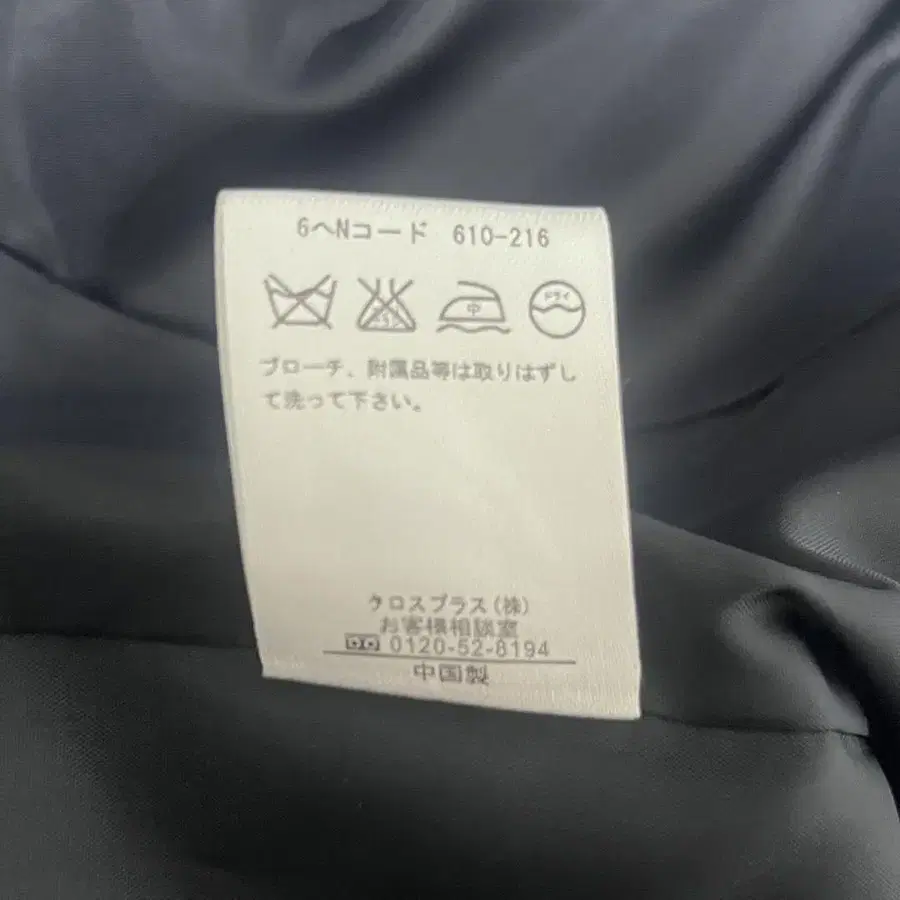 6ヘNコード 610-216
中 ドライ
ブローチ、附属品等は取りはずし
て洗って下さい。
クロスプラス(株)
お客様相談室
0120-52-8194
中国製